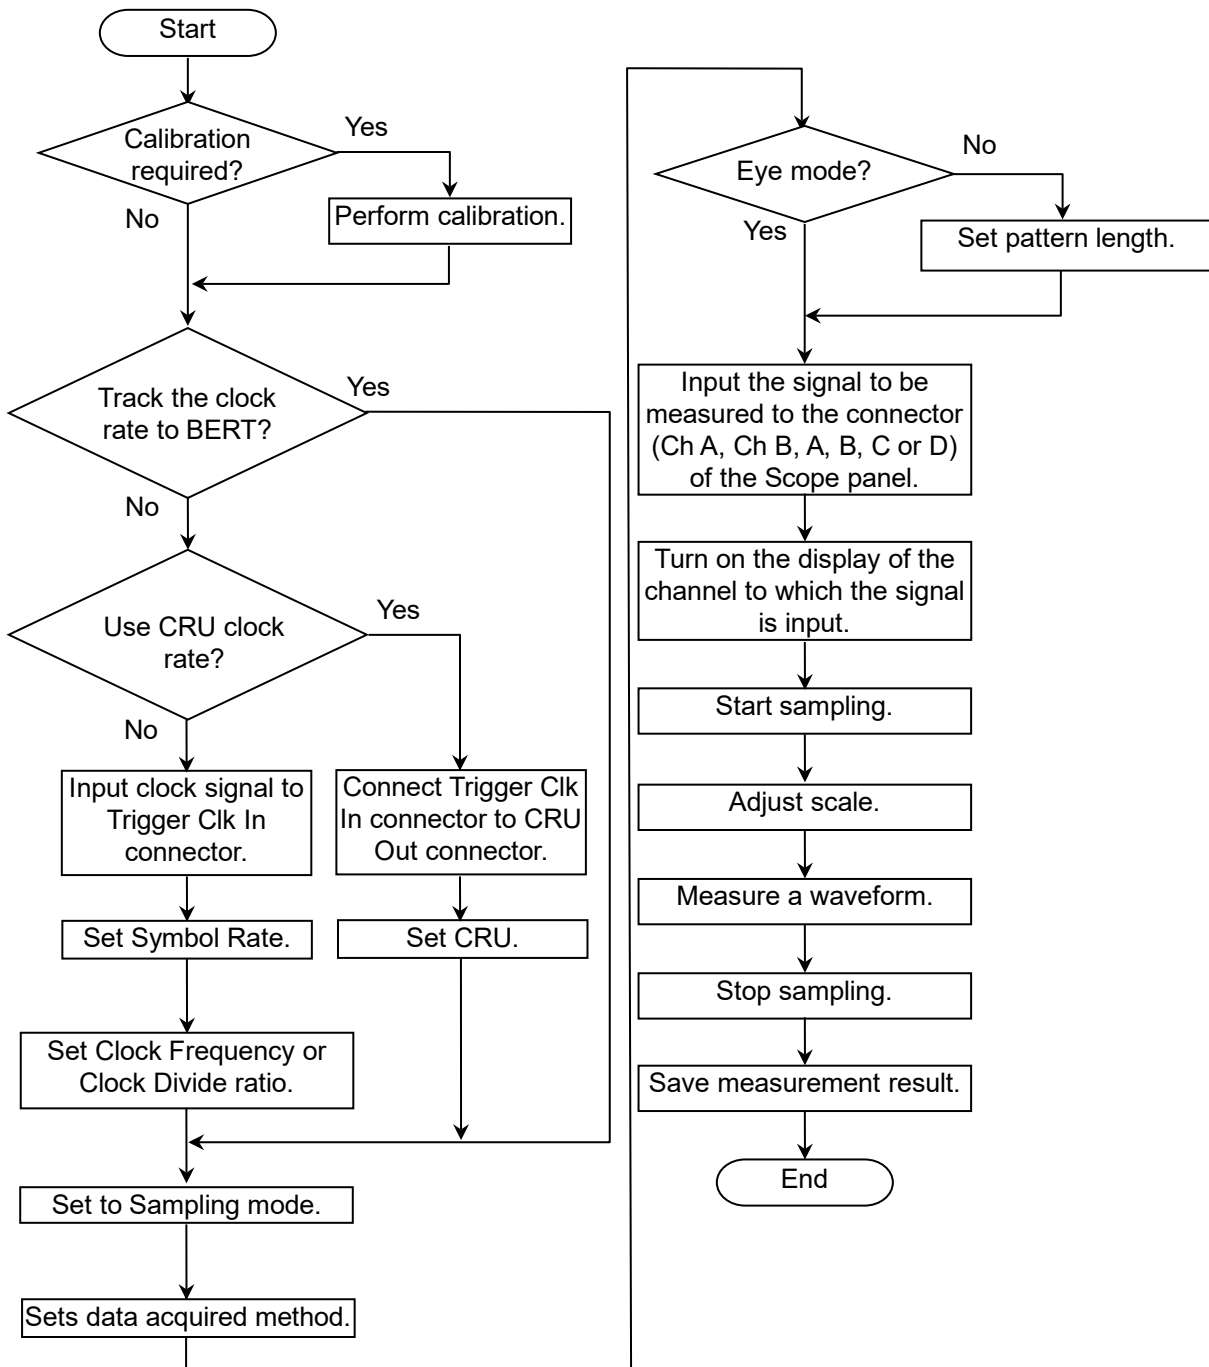 Start
Calibration
required?
Yes
No
Perform calibration.
Track the clock
rate to BERT?
Yes
No
Use CRU clock
rate?
Yes
No
Input clock signal to
Trigger Clk In
connector.
Connect Trigger Clk
In connector to CRU
Out connector.
Set Symbol Rate.
Set CRU.
Set Clock Frequency or
Clock Divide ratio.
Set to Sampling mode.
Sets data acquired method.
Eye mode?
No
Yes
Set pattern length.
Input the signal to be
measured to the connector
(Ch A, Ch B, A, B, C or D)
of the Scope panel.
Turn on the display of the
channel to which the signal
is input.
Start sampling.
Adjust scale.
Measure a waveform.
Stop sampling.
Save measurement result.
End